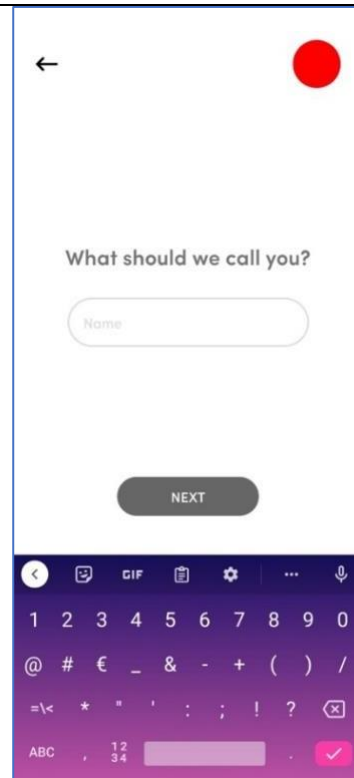 What should we call you?
Name
NEXT
GIF
1 2 3 4 5 6 7 8 9 0
@ # € _ & - + ( ) /
=\< * " ' : ; ! ?
ABC , 12 34 .